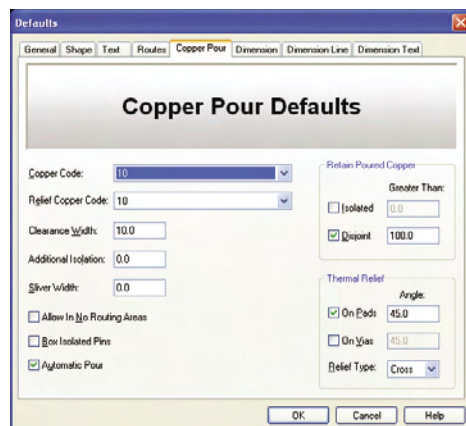 Defaults
General Shape Text Routes Copper Pour Dimension Dimension Line Dimension Text
Copper Pour Defaults
Copper Code: 10
Relief Copper Code: 10
Clearance Width: 10.0
Additional Isolation: 0.0
Sliver Width: 0.0
Allow In No Routing Areas
Box Isolated Pins
Automatic Pour
Retain Poured Copper
Greater Than:
Isolated 0.0
Disjoint 100.0
Thermal Relief
Angle:
On Pads 45.0
On Vias 45.0
Relief Type: Cross
OK Cancel Help